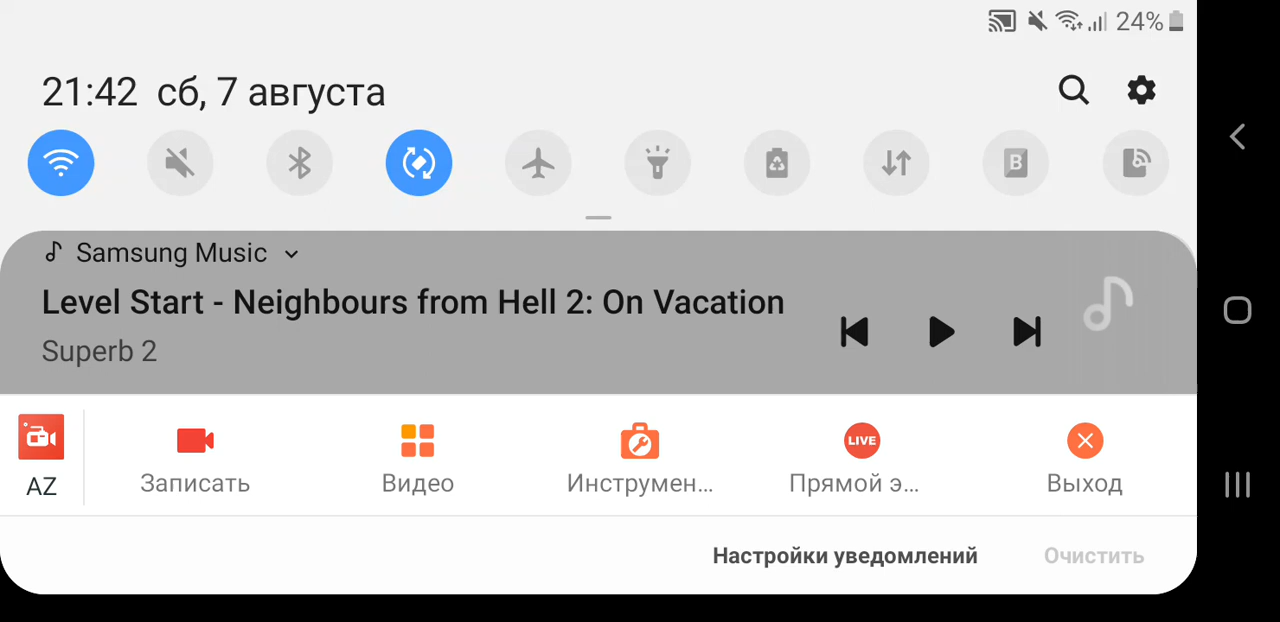 24%
21:42 сб, 7 августа
B
Samsung Music
Level Start - Neighbours from Hell 2: On Vacation
Superb 2
AZ
Записать
Видео
Инструмен...
LIVE
Прямой э...
Выход
Настройки уведомлений
Очистить